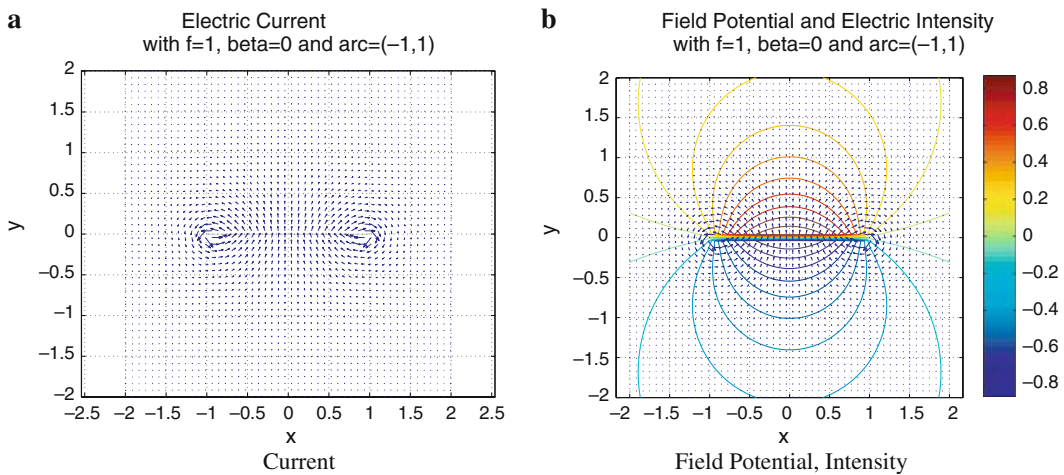 a
Electric Current
with f=1, beta=0 and arc=(−1,1)
2
1.5
1
0.5
0
−0.5
−1
−1.5
−2
y
−2.5 −2 −1.5 −1 −0.5 0 0.5 1 1.5 2 2.5
x
Current
b
Field Potential and Electric Intensity
with f=1, beta=0 and arc=(−1,1)
2
1.5
1
0.5
0
−0.5
−1
−1.5
−2
y
−2 −1.5 −1 −0.5 0 0.5 1 1.5 2
x
0.8
0.6
0.4
0.2
0
−0.2
−0.4
−0.6
−0.8
Field Potential, Intensity